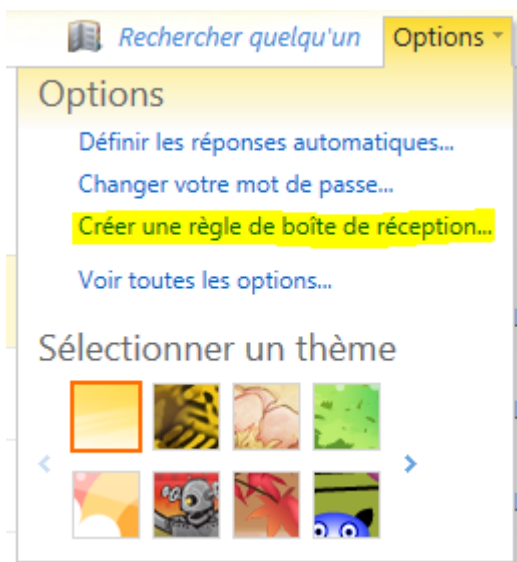 Rechercher quelqu'un Options
Options
Définir les réponses automatiques...
Changer votre mot de passe...
Créer une règle de boîte de réception...
Voir toutes les options...
Sélectionner un thème